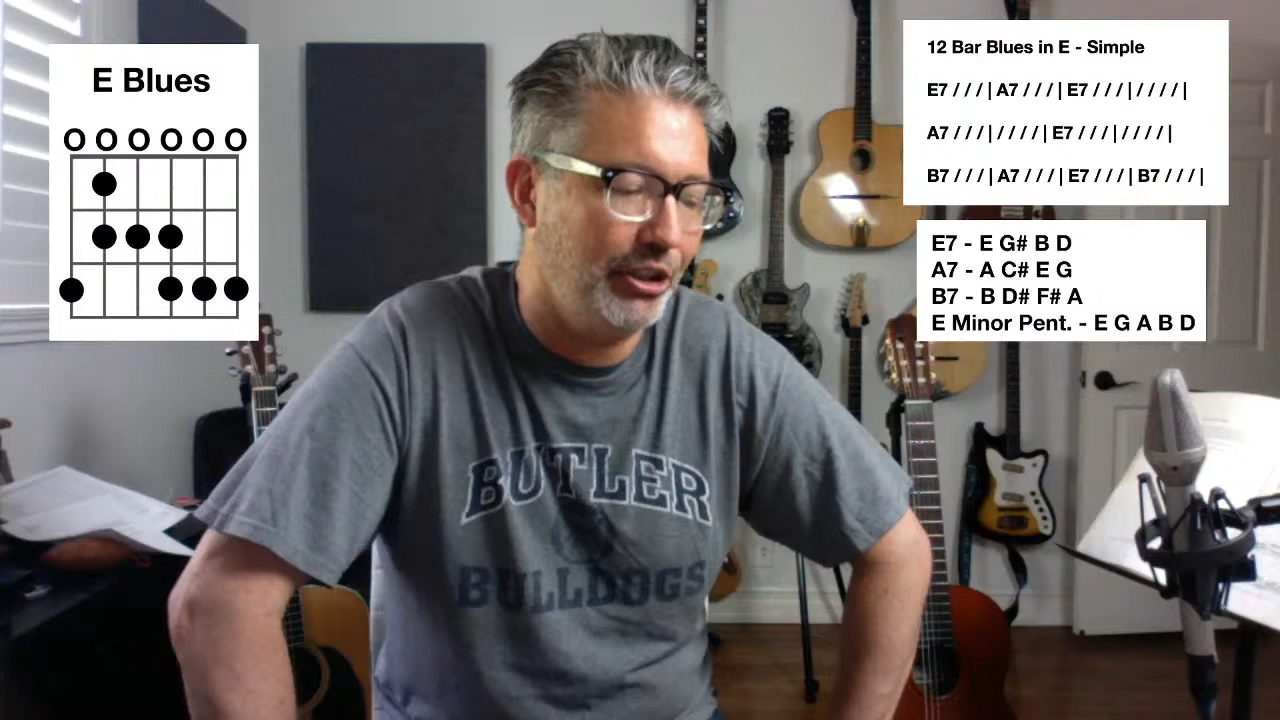 E Blues
O O O O O O
12 Bar Blues in E - Simple
E7 / / / | A7 / / / | E7 / / / | / / / / |
A7 / / / | / / / / | E7 / / / | / / / / |
B7 / / / | A7 / / / | E7 / / / | B7 / / / |
E7 - E G# B D
A7 - A C# E G
B7 - B D# F# A
E Minor Pent. - E G A B D
BUTLER
BULLDOGS